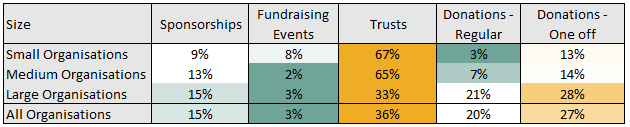 Size Sponsorships Fundraising Events Trusts Donations - Regular Donations - One off
Small Organisations 9% 8% 67% 3% 13%
Medium Organisations 13% 2% 65% 7% 14%
Large Organisations 15% 3% 33% 21% 28%
All Organisations 15% 3% 36% 20% 27%